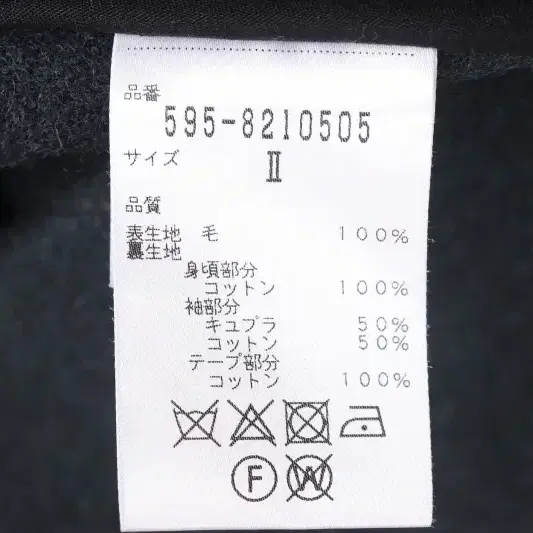 品番
595-8210505
サイズ II
品質
表生地 毛 100%
裏生地
身頃部分
コットン 100%
袖部分
キュプラ 50%
コットン 50%
テープ部分
コットン 100%
F W